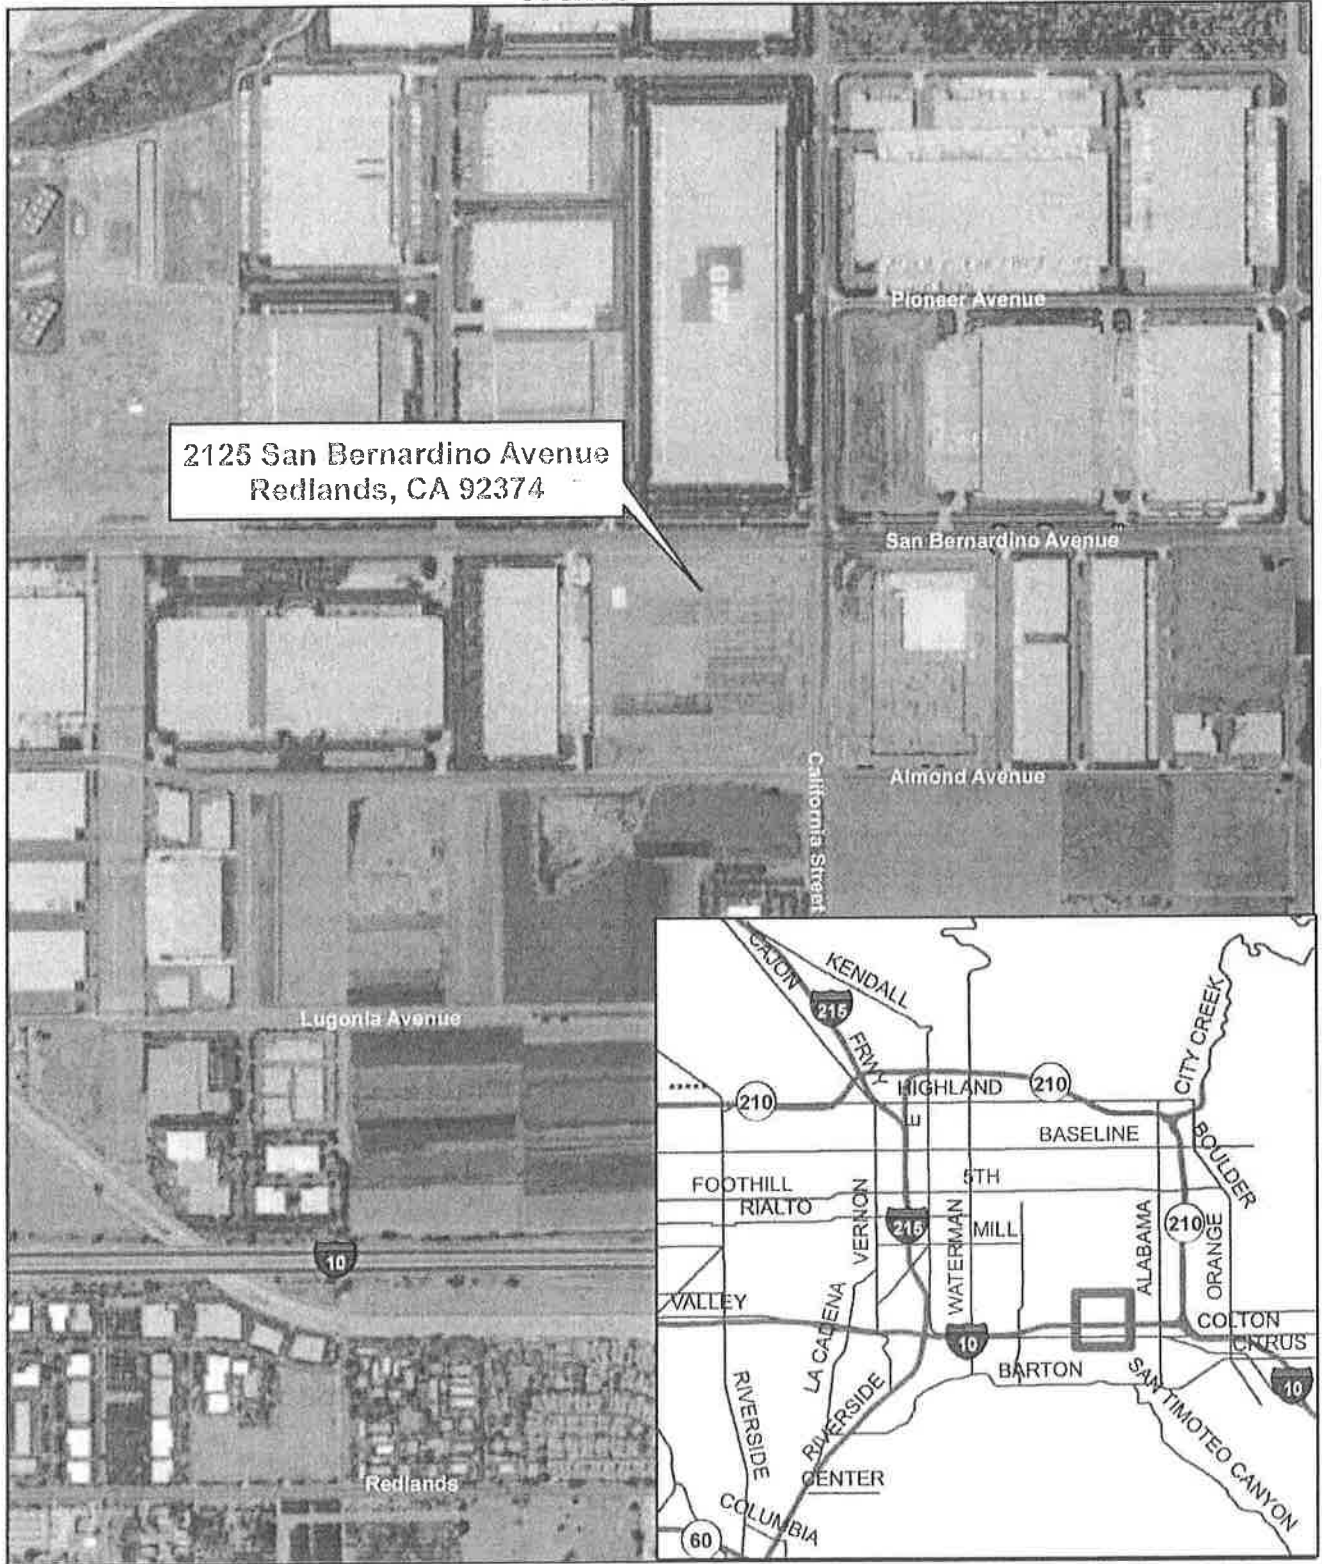 Pioneer Avenue
2125 San Bernardino Avenue
Redlands, CA 92374
San Bernardino Avenue
Almond Avenue
California Street
Lugonia Avenue
10
Redlands
CAJON
FRWY
KENDALL
215
CITY CREEK
*****
210
HIGHLAND
210
E
BASELINE
BOULDER
FOOTHILL
5TH
RIALTO
VERNON
215
WATERMAN
MILL
ALABAMA
210
ORANGE
VALLEY
LA CADENA
10
COLTON
CITRUS
BARTON
10
RIVERSIDE
RIVERSIDE
SAN TIMOTEO CANYON
CENTER
COLUMBIA
60